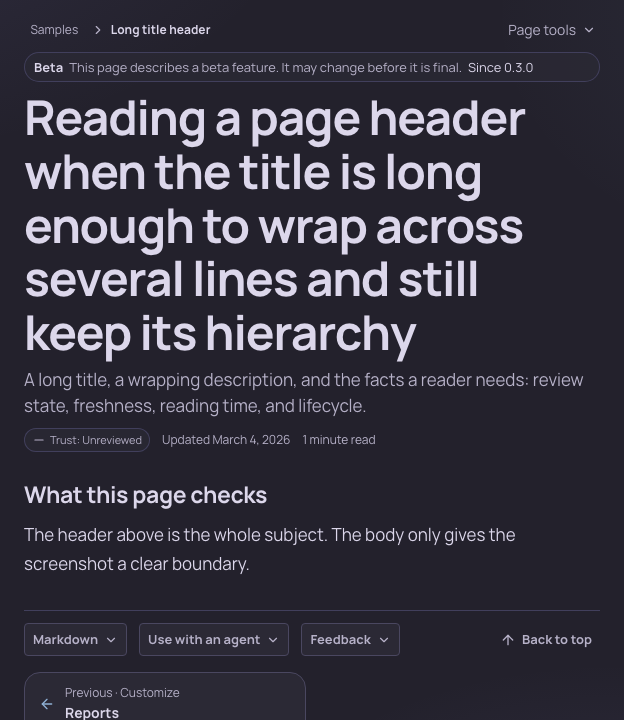 Samples > Long title header
Page tools
Beta This page describes a beta feature. It may change before it is final. Since 0.3.0
Reading a page header
when the title is long
enough to wrap across
several lines and still
keep its hierarchy
A long title, a wrapping description, and the facts a reader needs: review
state, freshness, reading time, and lifecycle.
Trust: Unreviewed Updated March 4, 2026 1 minute read
What this page checks
The header above is the whole subject. The body only gives the
screenshot a clear boundary.
Markdown Use with an agent Feedback Back to top
Previous · Customize
Reports